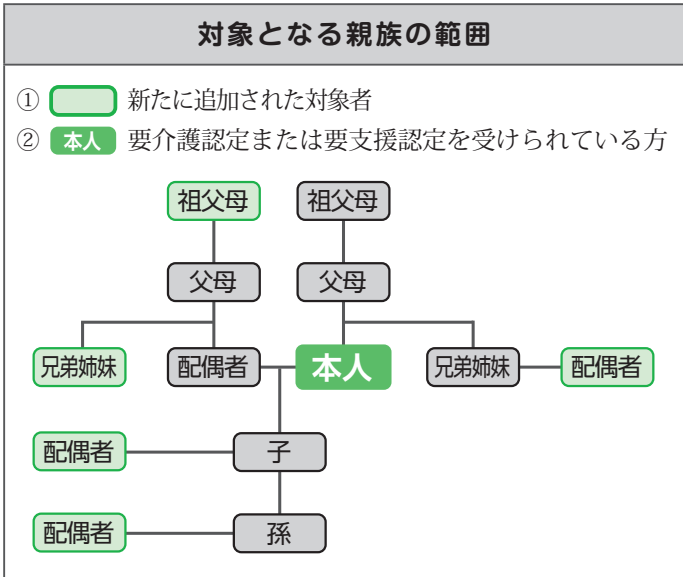 対象となる親族の範囲
① 新たに追加された対象者
② 本人 要介護認定または要支援認定を受けられている方
祖父母 祖父母
父母 父母
兄弟姉妹 配偶者 本人 兄弟姉妹 配偶者
配偶者 子
配偶者 孫